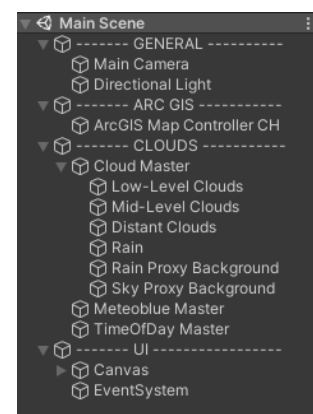 Main Scene
------- GENERAL ----------
Main Camera
Directional Light
------- ARC GIS -----------
ArcGIS Map Controller CH
------- CLOUDS -----------
Cloud Master
Low-Level Clouds
Mid-Level Clouds
Distant Clouds
Rain
Rain Proxy Background
Sky Proxy Background
Meteoblue Master
TimeOfDay Master
------- UI -----------------
Canvas
EventSystem